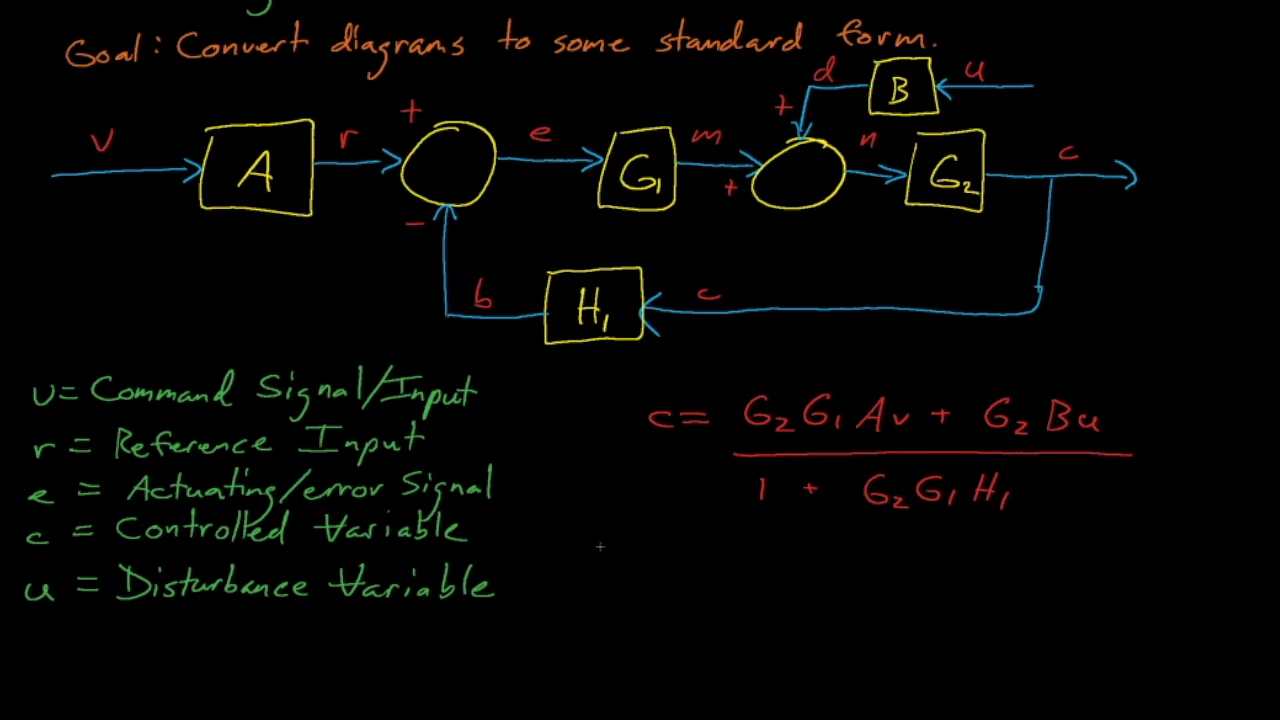 Goal: Convert diagrams to some standard form.
d B u
+ +
v A r e G₁ m n G₂ c
+
-
b H₁ c
v = Command Signal/Input
r = Reference Input
e = Actuating/error Signal
c = Controlled Variable
u = Disturbance Variable
c = G₂G₁Av + G₂Bu
1 + G₂G₁H₁